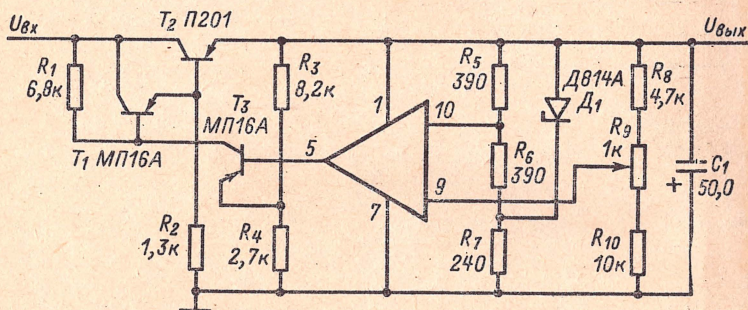 Uвх
T2 П201
Uвых
R1
6,8к
R3
8,2к
T3
МП16А
T1 МП16А
R2
1,3к
R4
2,7к
1
5
10
9
7
R5
390
R6
390
R7
240
Д814А
Д1
R8
4,7к
R9
1к
R10
10к
C1
50,0
+